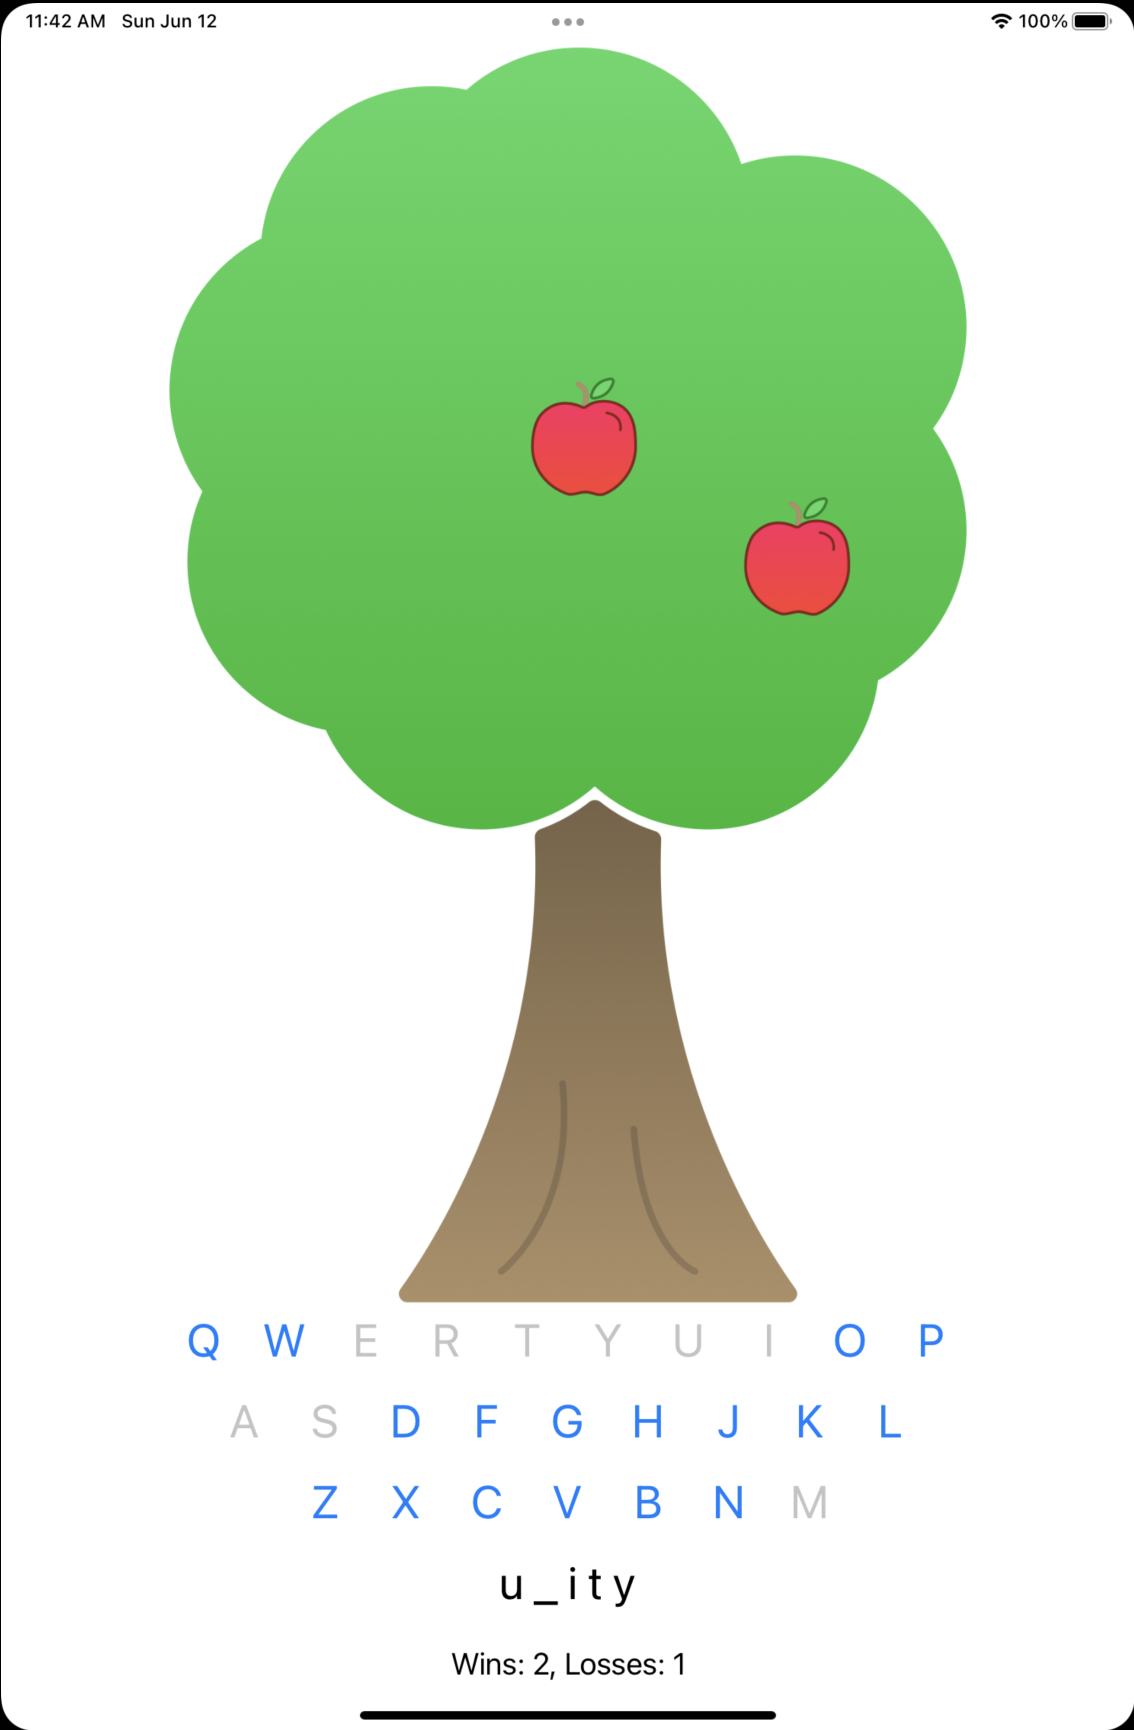 11:42 AM Sun Jun 12 100%
Q W E R T Y U I O P
A S D F G H J K L
Z X C V B N M
u _ i t y
Wins: 2, Losses: 1